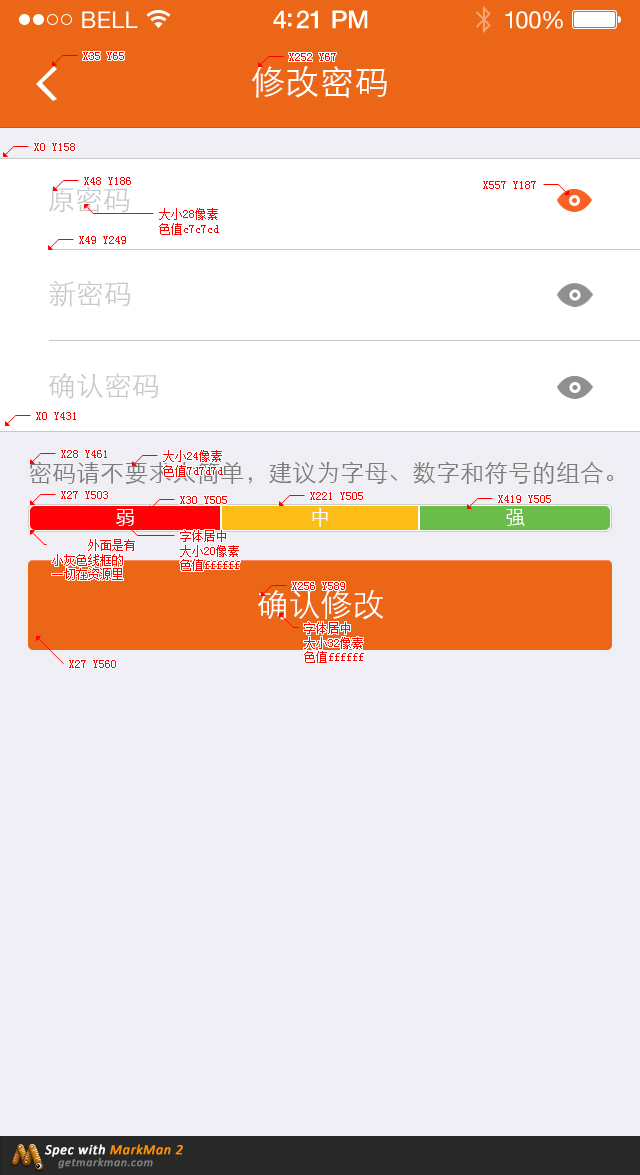 BELL 4:21 PM 100%
X35 Y65
X252 Y67
修改密码
X0 Y158
X48 Y186
X557 Y187
原密码
大小28像素
色值c7c7cd
X49 Y249
新密码
确认密码
X0 Y431
X28 Y461
大小24像素
色值7d7d7d
密码请不要求太简单，建议为字母、数字和符号的组合。
X27 Y503
X30 Y505
X221 Y505
X419 Y505
弱 中 强
外面是有
小灰色线框的
一切在资源里
字体居中
大小20像素
色值ffffff
X256 Y589
确认修改
字体居中
大小32像素
色值ffffff
X27 Y560
Spec with MarkMan 2
getmarkman.com